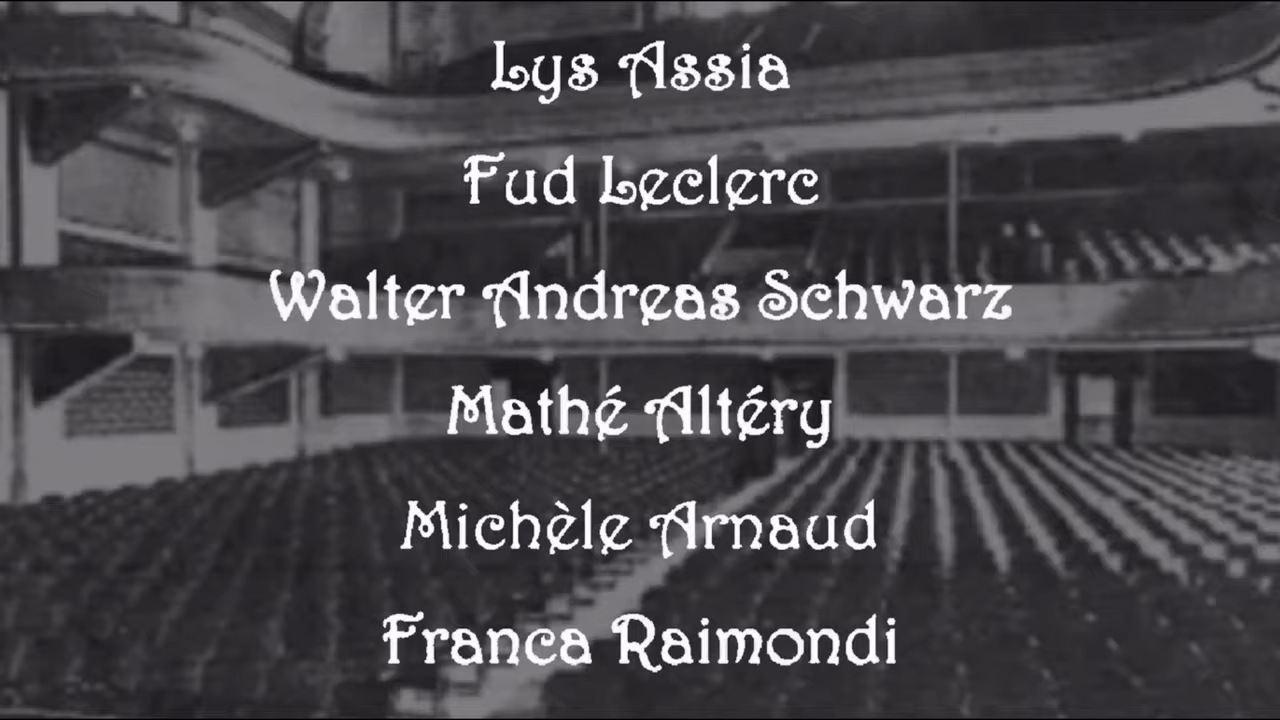 Lys Assia
Fud Leclerc
Walter Andreas Schwarz
Mathé Altéry
Michèle Arnaud
Franca Raimondi